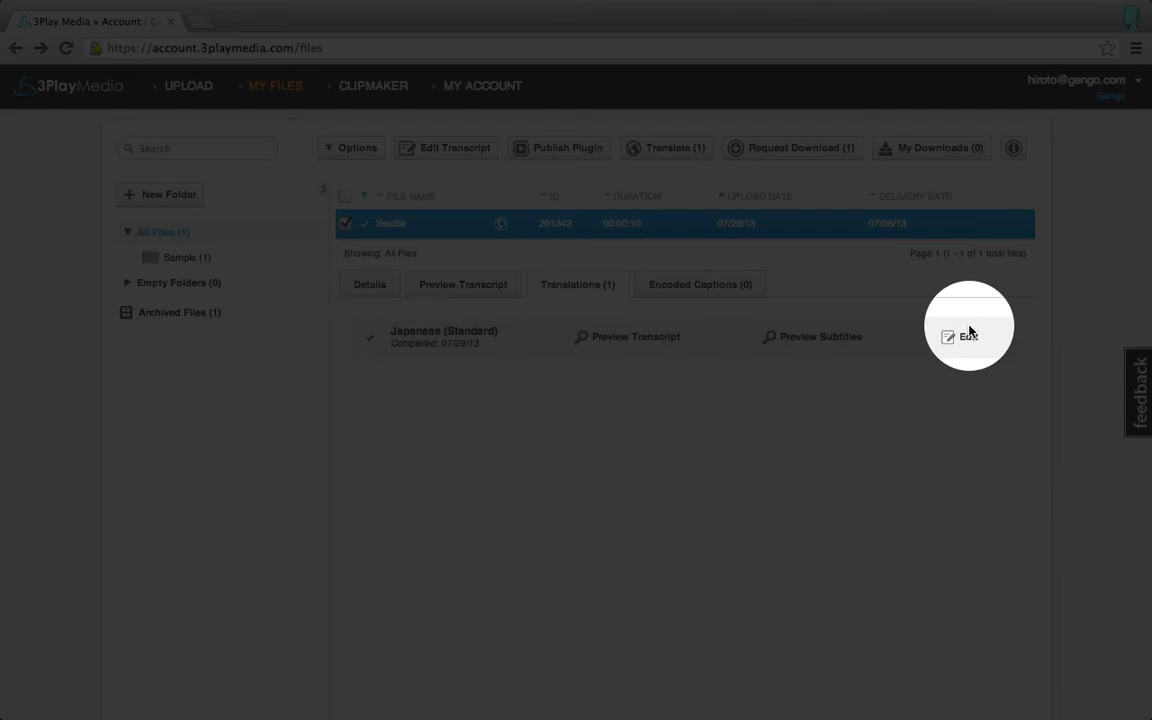 3Play Media » Account | C
https://account.3playmedia.com/files
3PlayMedia
UPLOAD
MY FILES
CLIPMAKER
MY ACCOUNT
hiroto@gengo.com
Gengo
Search
Options
Edit Transcript
Publish Plugin
Translate (1)
Request Download (1)
My Downloads (0)
New Folder
FILE NAME
ID
DURATION
UPLOAD DATE
DELIVERY DATE
Seattle
261342
00:00:10
07/28/13
07/28/13
All Files (1)
Sample (1)
Empty Folders (0)
Archived Files (1)
Showing: All Files
Page 1 (1 - 1 of 1 total files)
Details
Preview Transcript
Translations (1)
Encoded Captions (0)
Japanese (Standard)
Completed: 07/29/13
Preview Transcript
Preview Subtitles
Edit
feedback